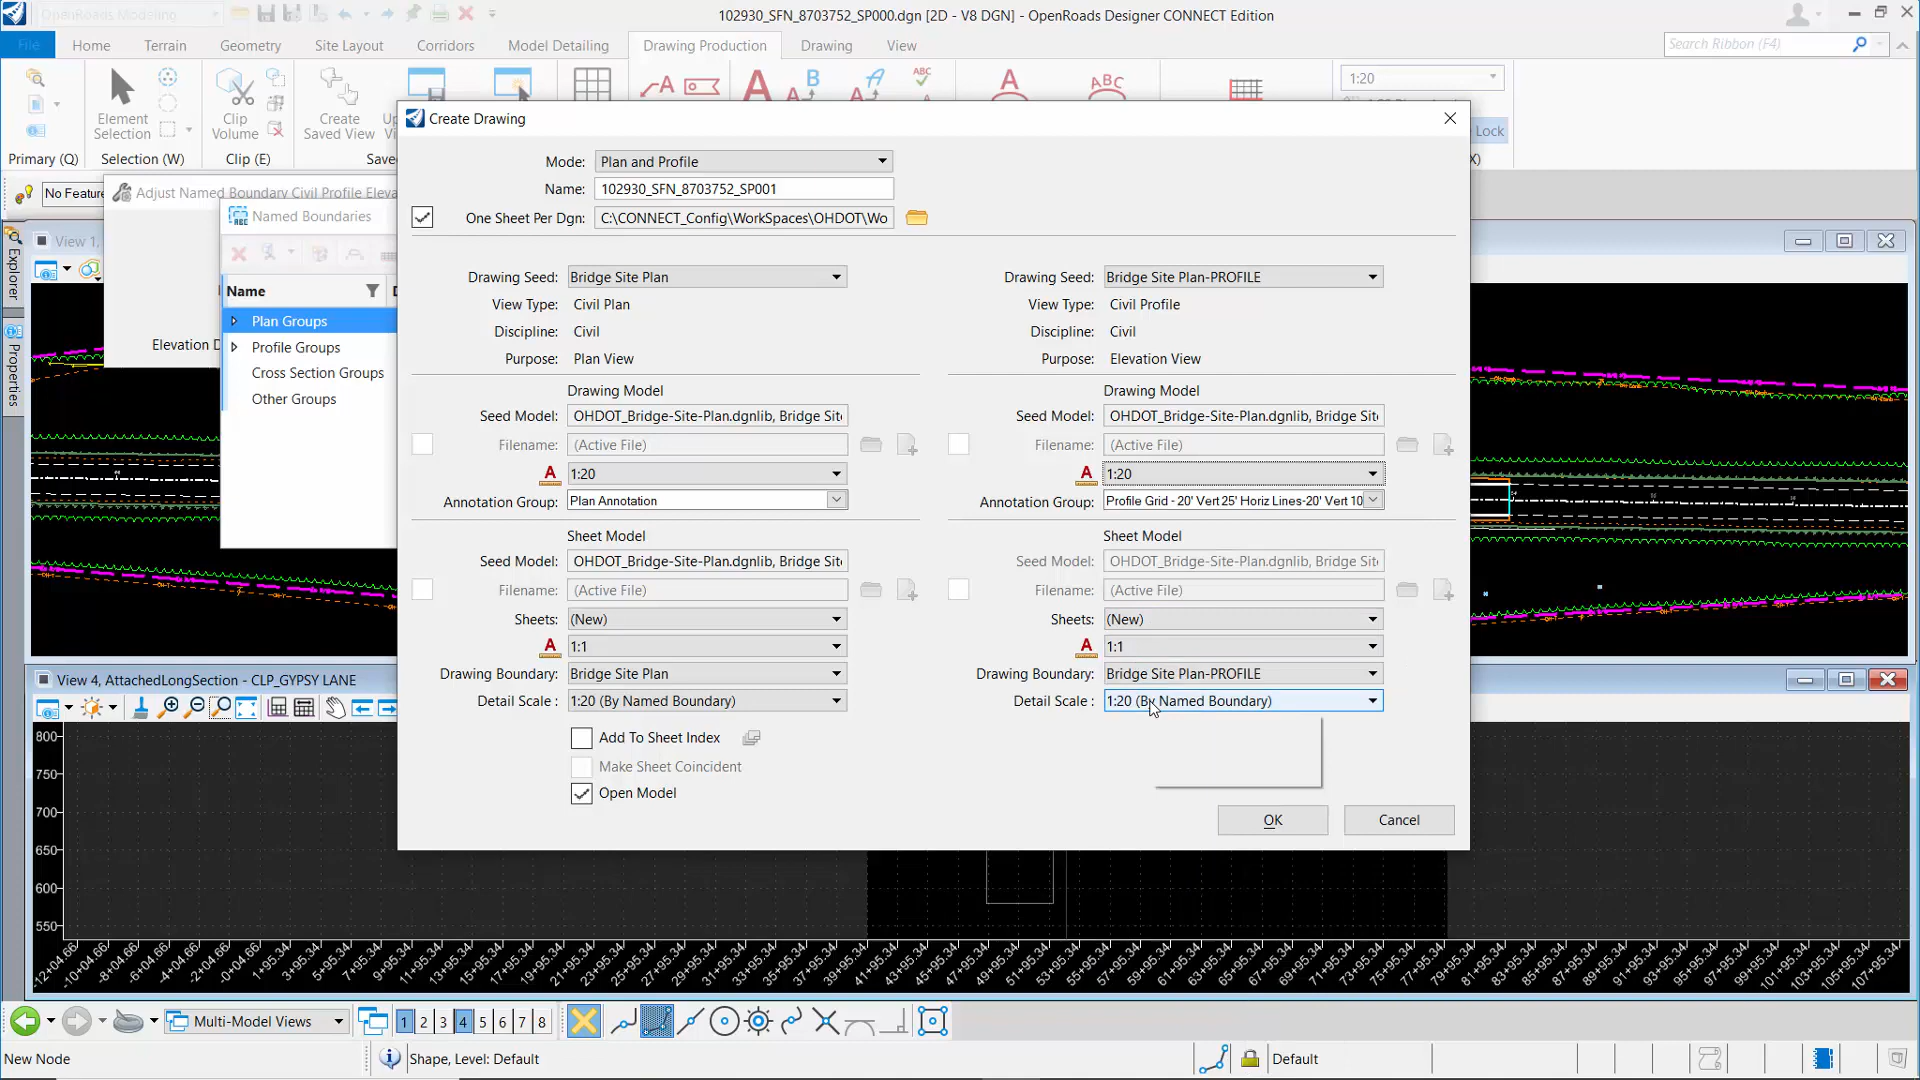 OpenRoads Modeling
102930_SFN_8703752_SP000.dgn [2D - V8 DGN] - OpenRoads Designer CONNECT Edition
File Home Terrain Geometry Site Layout Corridors Model Detailing Drawing Production Drawing View
Search Ribbon (F4)
1:20
Element Selection
Clip Volume
Create Saved View
Lock
Primary (Q) Selection (W) Clip (E)
No Feature
Adjust Named Boundary Civil Profile Eleva
Named Boundaries
View 1,
Explorer
Properties
Name
Plan Groups
Profile Groups
Cross Section Groups
Other Groups
Elevation D
Create Drawing
Mode: Plan and Profile
Name: 102930_SFN_8703752_SP001
One Sheet Per Dgn: C:\CONNECT_Config\WorkSpaces\OHDOT\Wo
Drawing Seed: Bridge Site Plan
View Type: Civil Plan
Discipline: Civil
Purpose: Plan View
Drawing Model
Seed Model: OHDOT_Bridge-Site-Plan.dgnlib, Bridge Sit
Filename: (Active File)
1:20
Annotation Group: Plan Annotation
Sheet Model
Seed Model: OHDOT_Bridge-Site-Plan.dgnlib, Bridge Sit
Filename: (Active File)
Sheets: (New)
1:1
Drawing Boundary: Bridge Site Plan
Detail Scale : 1:20 (By Named Boundary)
Add To Sheet Index
Make Sheet Coincident
Open Model
Drawing Seed: Bridge Site Plan-PROFILE
View Type: Civil Profile
Discipline: Civil
Purpose: Elevation View
Drawing Model
Seed Model: OHDOT_Bridge-Site-Plan.dgnlib, Bridge Sit
Filename: (Active File)
1:20
Annotation Group: Profile Grid - 20' Vert 25' Horiz Lines-20' Vert 10
Sheet Model
Seed Model: OHDOT_Bridge-Site-Plan.dgnlib, Bridge Sit
Filename: (Active File)
Sheets: (New)
1:1
Drawing Boundary: Bridge Site Plan-PROFILE
Detail Scale : 1:20 (By Named Boundary)
OK Cancel
View 4, AttachedLongSection - CLP_GYPSY LANE
800
750
700
650
600
550
Multi-Model Views 1 2 3 4 5 6 7 8
New Node Shape, Level: Default Default